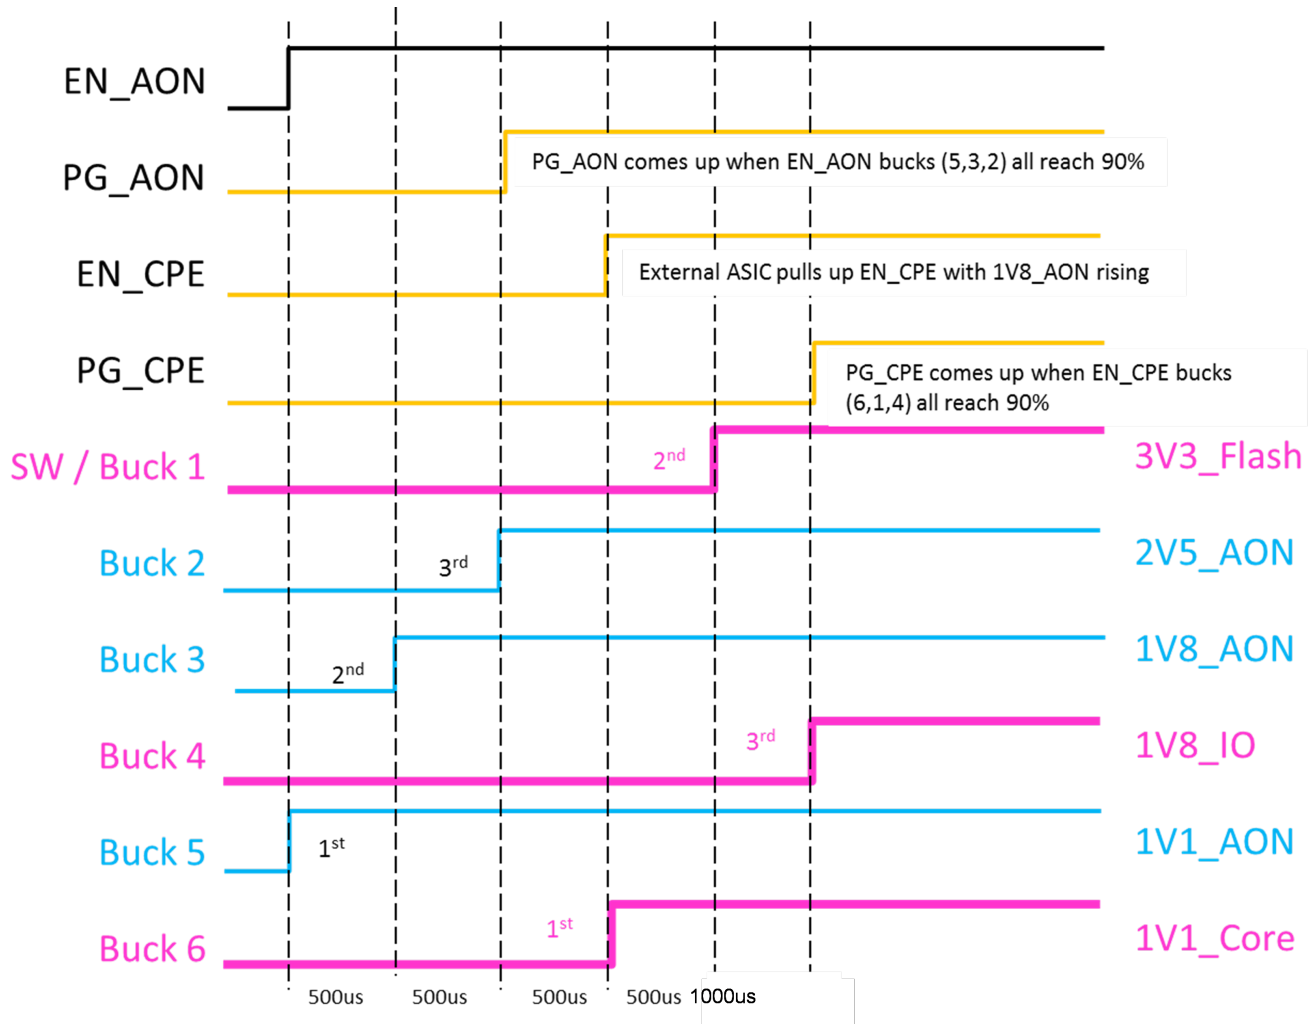 EN_AON
PG_AON
PG_AON comes up when EN_AON bucks (5,3,2) all reach 90%
EN_CPE
External ASIC pulls up EN_CPE with 1V8_AON rising
PG_CPE
PG_CPE comes up when EN_CPE bucks
(6,1,4) all reach 90%
SW / Buck 1
2nd
3V3_Flash
Buck 2
3rd
2V5_AON
Buck 3
2nd
1V8_AON
Buck 4
3rd
1V8_IO
Buck 5
1st
1V1_AON
Buck 6
1st
1V1_Core
500us 500us 500us 500us 1000us